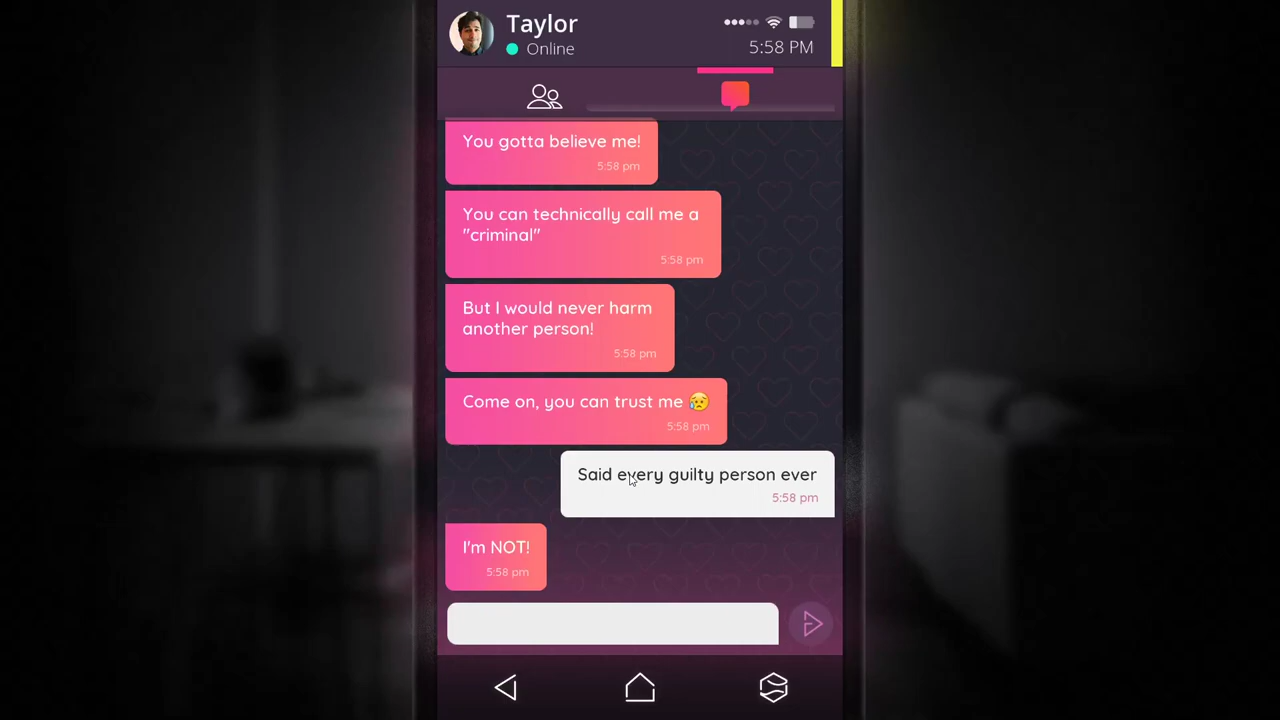 Taylor
Online
5:58 PM
You gotta believe me!
5:58 pm
You can technically call me a
"criminal"
5:58 pm
But I would never harm
another person!
5:58 pm
Come on, you can trust me 😥
5:58 pm
Said every guilty person ever
5:58 pm
I'm NOT!
5:58 pm